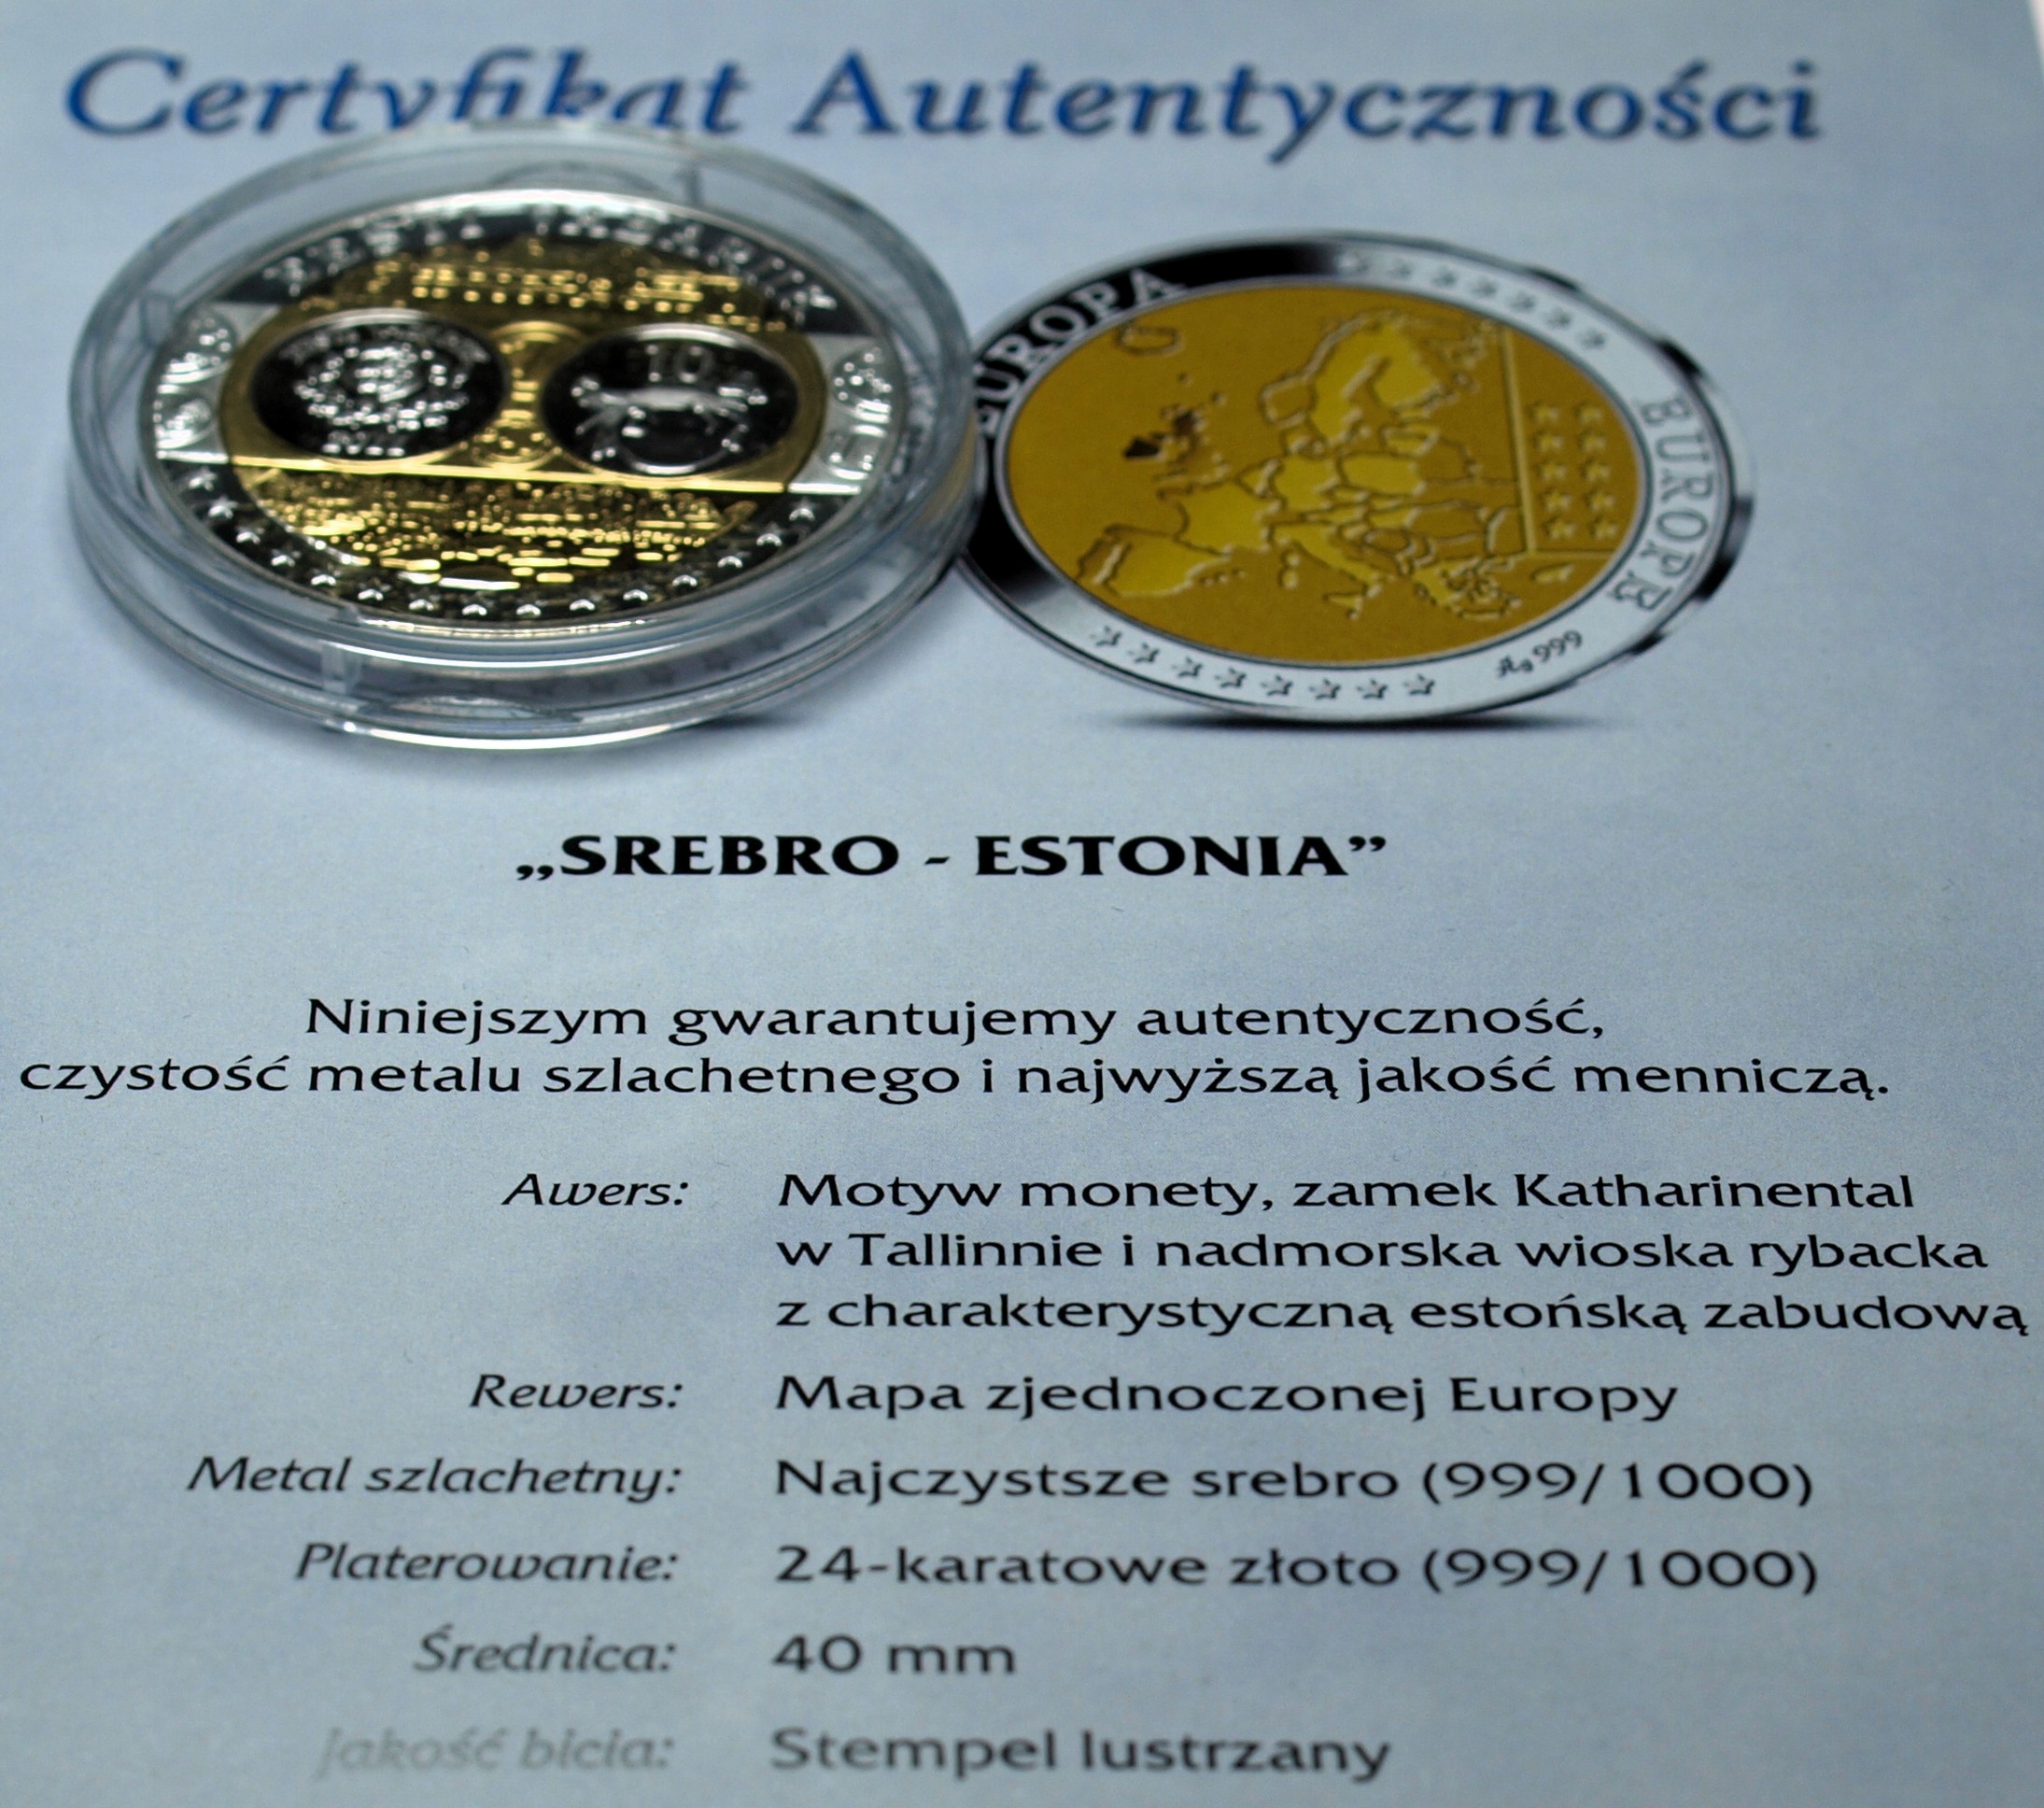 Certyfikat Autentyczności
EUROPA
EUROPE
Ag 999
10
„SREBRO - ESTONIA”
Niniejszym gwarantujemy autentyczność,
czystość metalu szlachetnego i najwyższą jakość menniczą.
Awers: Motyw monety, zamek Katharinental
w Tallinnie i nadmorska wioska rybacka
z charakterystyczną estońską zabudową
Rewers: Mapa zjednoczonej Europy
Metal szlachetny: Najczystsze srebro (999/1000)
Platerowanie: 24-karatowe złoto (999/1000)
Średnica: 40 mm
Jakość bicia: Stempel lustrzany